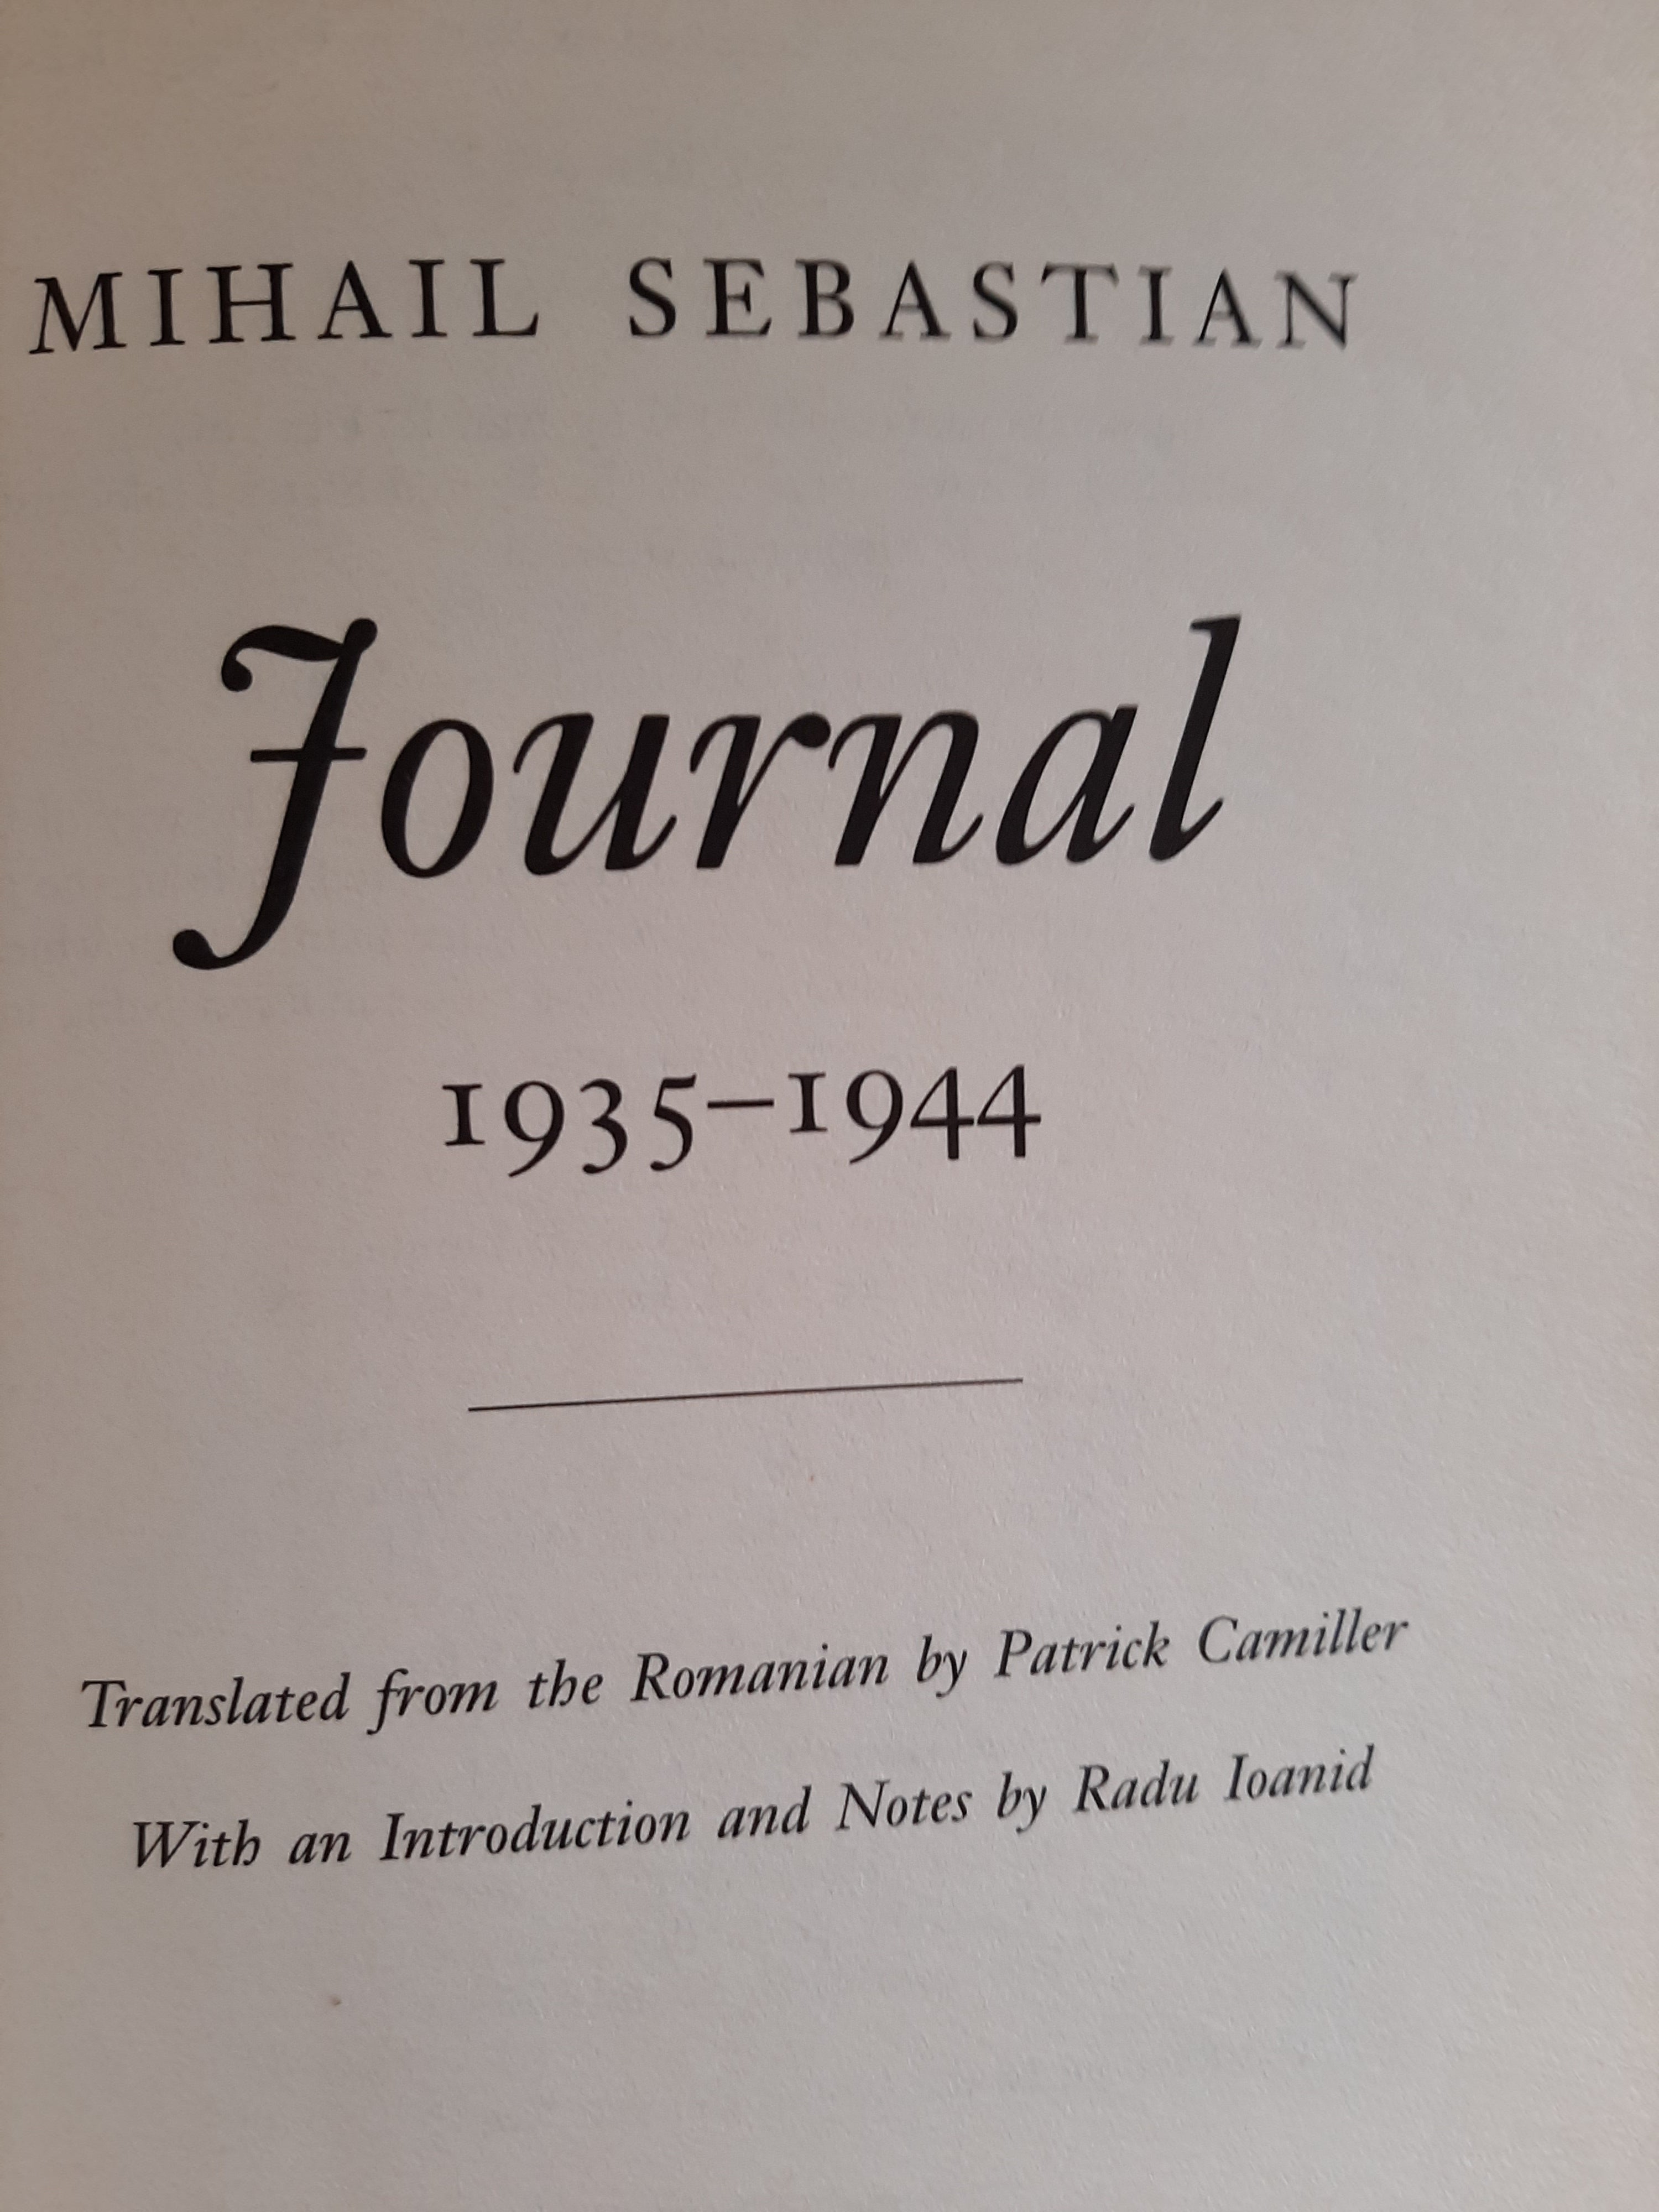 MIHAIL SEBASTIAN
Journal
1935–1944
Translated from the Romanian by Patrick Camiller
With an Introduction and Notes by Radu Ioanid